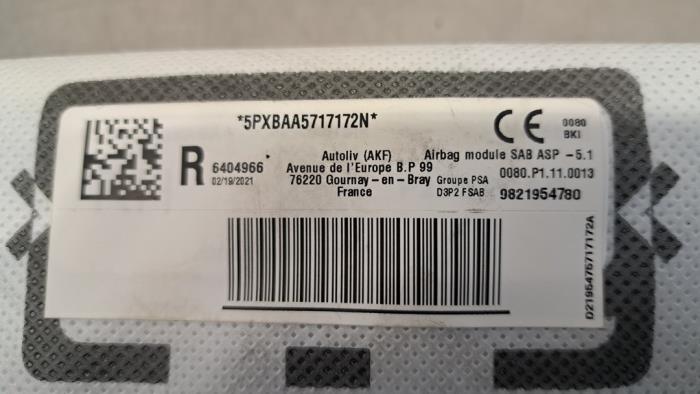 *5PXBAA5717172N*
0080
BKI
R 6404966
02/19/2021
Autoliv (AKF)
Avenue de l'Europe B.P 99
76220 Gournay-en-Bray
France
Airbag module SAB ASP -5.1
0080.P1.11.0013
Groupe PSA
D3P2 FSAB
9821954780
D2195475717172A
CE